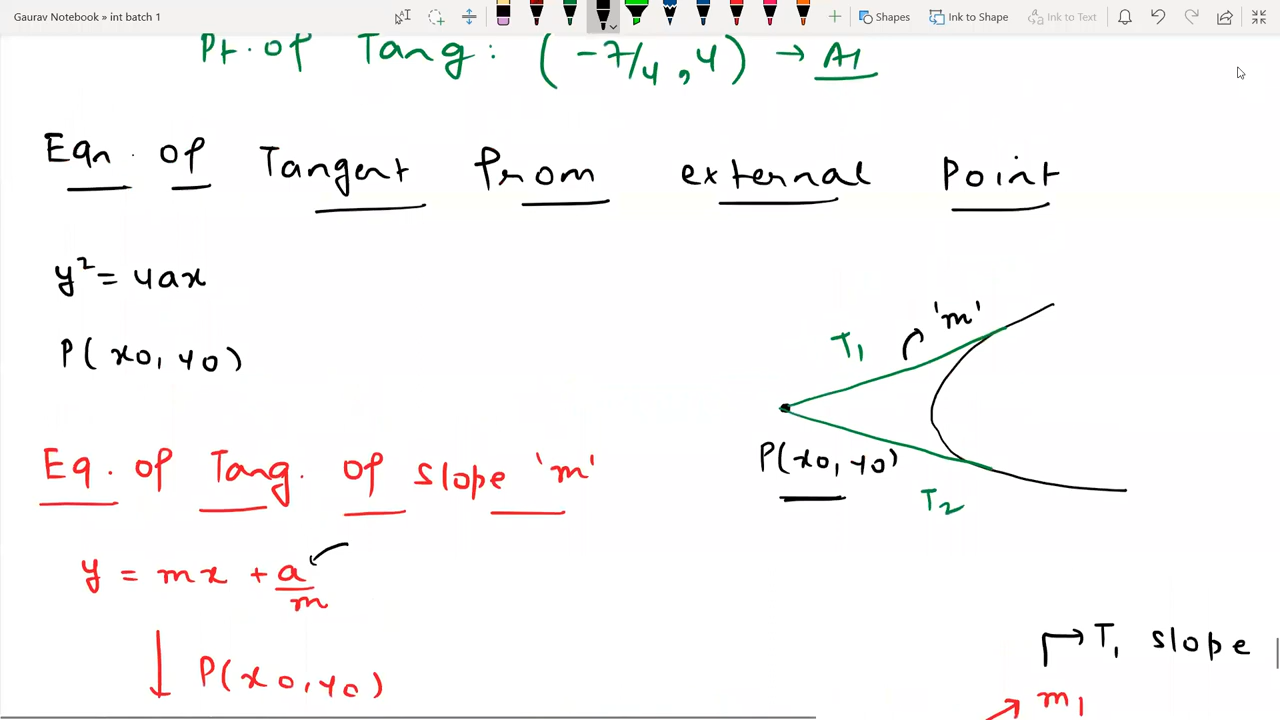 Gaurav Notebook » int batch 1
Shapes
Ink to Shape
Ink to Text
Pt. of Tang : (-7/4, 4) → A1
Eqn. of Tangent from external Point
y² = 4ax
P(x0, y0)
'm'
T1
P(x0, y0)
T2
Eq. of Tang. of slope 'm'
y = mx + a/m
P(x0, y0)
T1 slope
m1